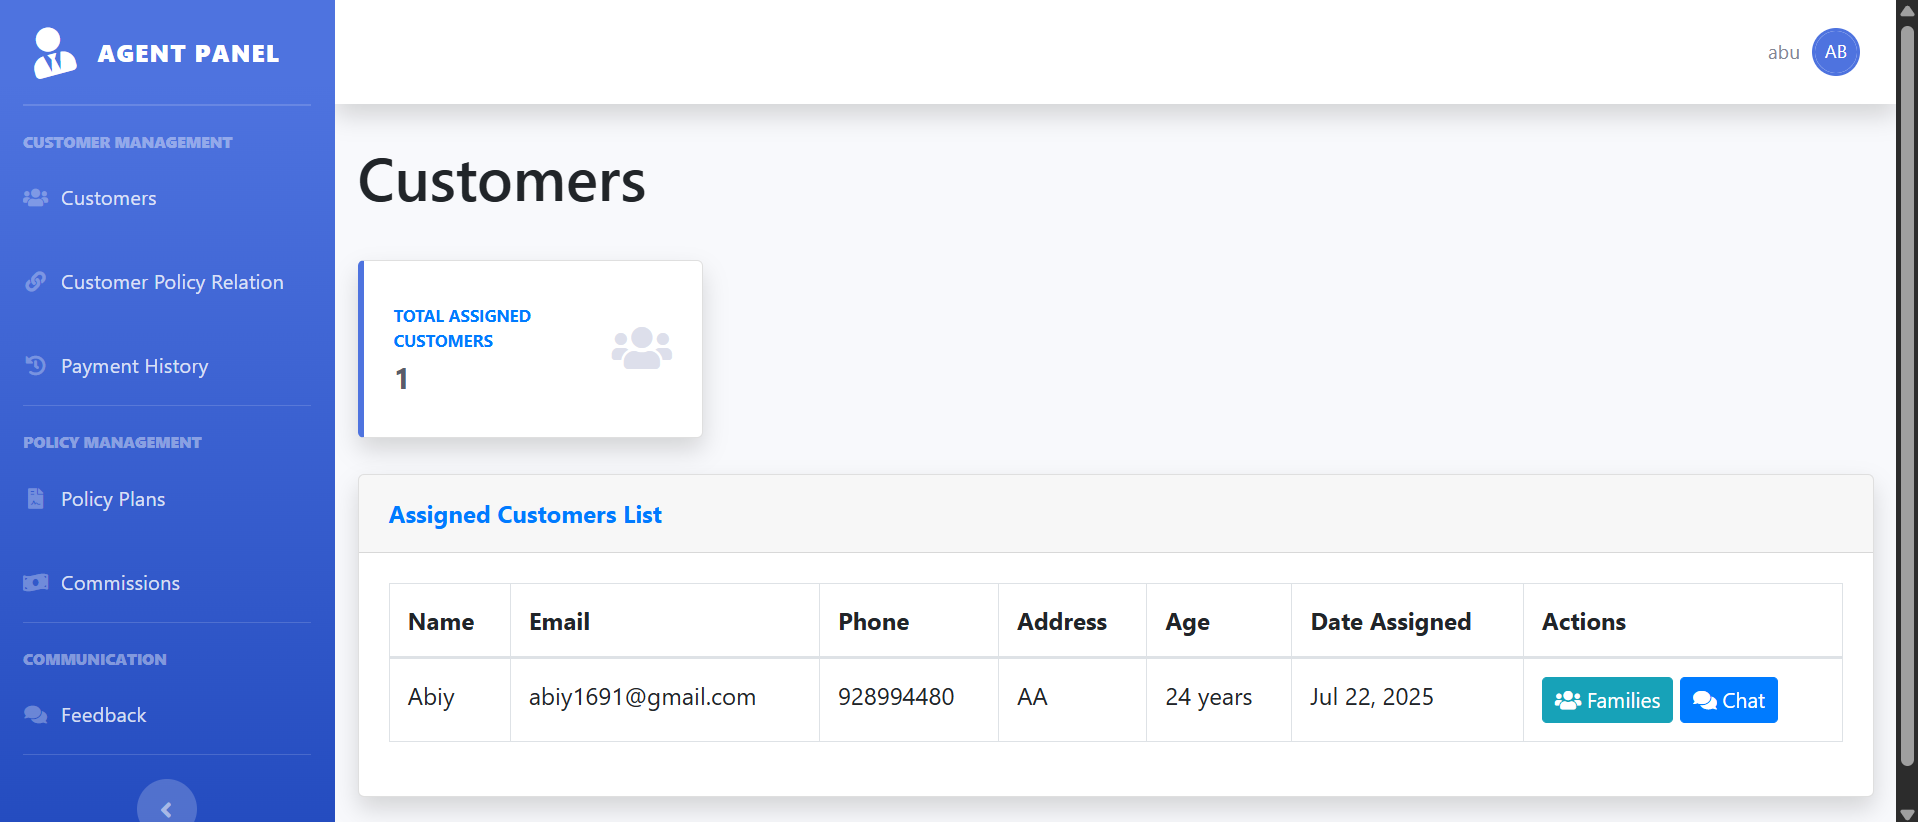 AGENT PANEL
CUSTOMER MANAGEMENT
Customers
Customer Policy Relation
Payment History
POLICY MANAGEMENT
Policy Plans
Commissions
COMMUNICATION
Feedback
abu AB
Customers
TOTAL ASSIGNED
CUSTOMERS
1
Assigned Customers List
Name Email Phone Address Age Date Assigned Actions
Abiy abiy1691@gmail.com 928994480 AA 24 years Jul 22, 2025 Families Chat